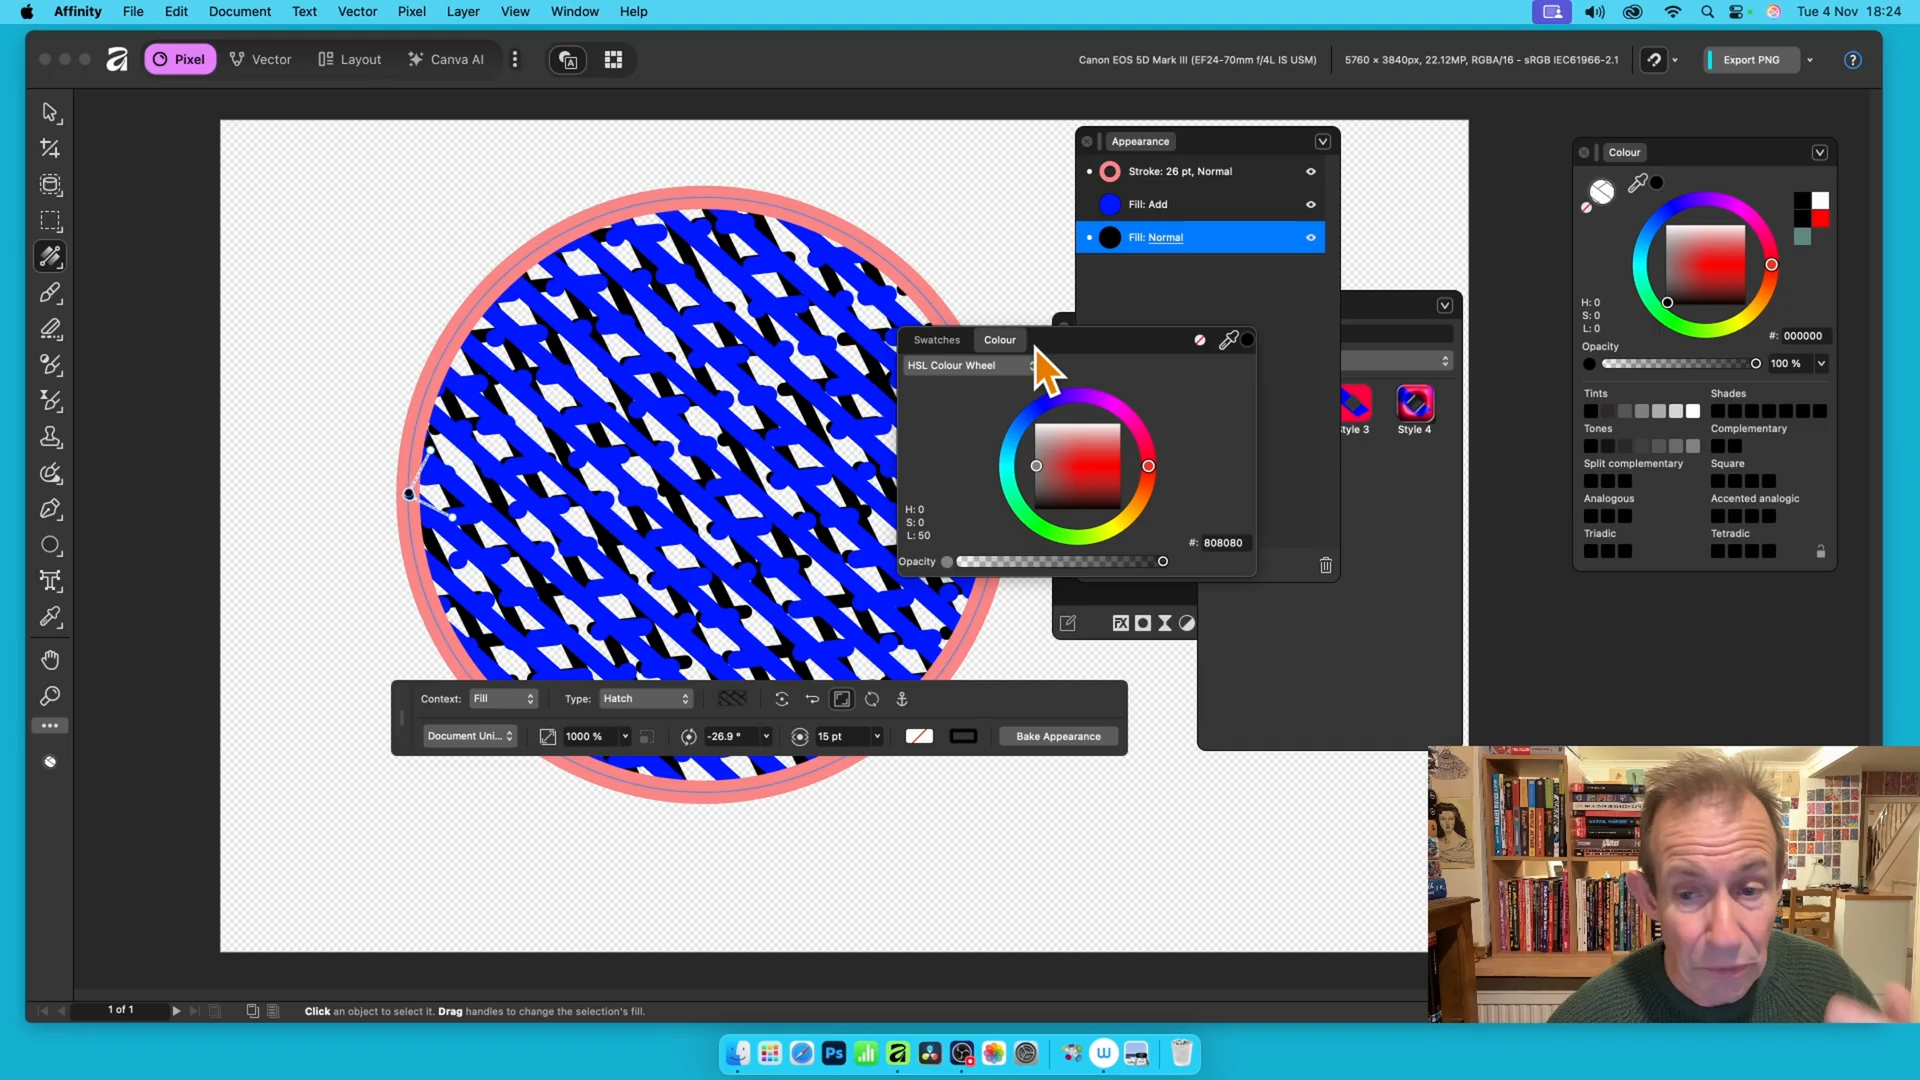 Affinity File Edit Document Text Vector Pixel Layer View Window Help Tue 4 Nov 18:24
Pixel Vector Layout Canva AI Canon EOS 5D Mark III (EF24-70mm f/4L IS USM) 5760 × 3840px, 22.12MP, RGBA/16 - sRGB IEC61966-2.1 Export PNG ?
Appearance
Stroke: 26 pt, Normal
Fill: Add
Fill: Normal
Swatches Colour
HSL Colour Wheel
H: 0
S: 0
L: 50
#: 808080
Opacity
tyle 3 Style 4
FX
Colour
H: 0
S: 0
L: 0
#: 000000
Opacity
100 %
Tints Shades
Tones Complementary
Split complementary Square
Analogous Accented analogic
Triadic Tetradic
Context: Fill Type: Hatch
Document Uni... 1000 % -26.9 ° 15 pt Bake Appearance
1 of 1 Click an object to select it. Drag handles to change the selection's fill.
Ps W